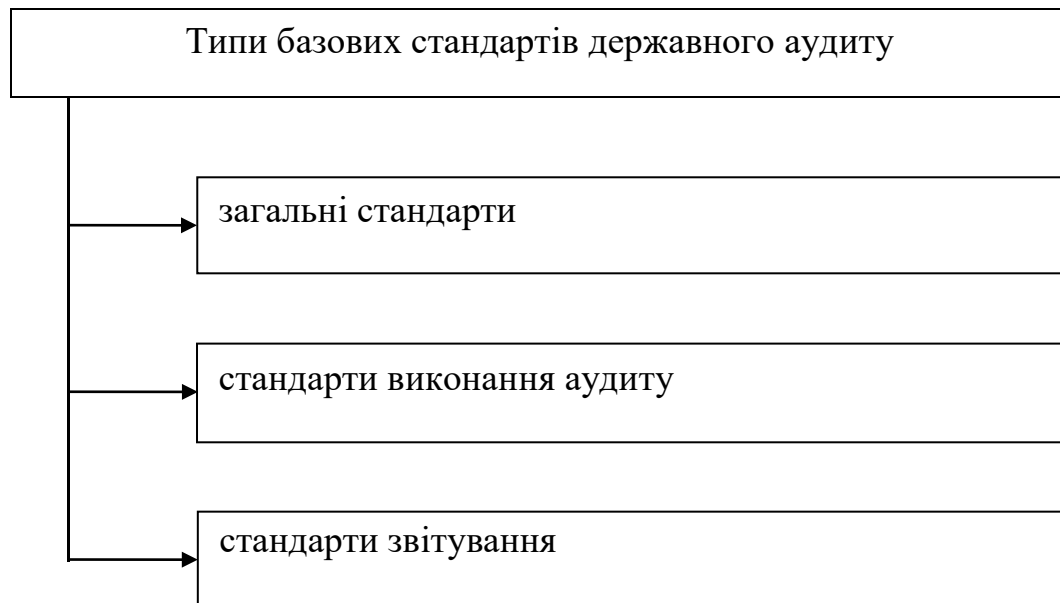 Типи базових стандартів державного аудиту
загальні стандарти
стандарти виконання аудиту
стандарти звітування